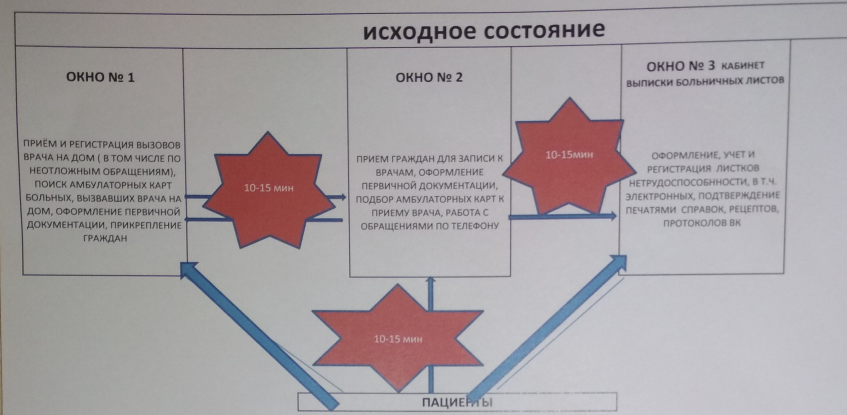 исходное состояние
ОКНО № 1
ПРИЁМ И РЕГИСТРАЦИЯ ВЫЗОВОВ
ВРАЧА НА ДОМ ( В ТОМ ЧИСЛЕ ПО
НЕОТЛОЖНЫМ ОБРАЩЕНИЯМ),
ПОИСК АМБУЛАТОРНЫХ КАРТ
БОЛЬНЫХ, ВЫЗВАВШИХ ВРАЧА НА
ДОМ, ОФОРМЛЕНИЕ ПЕРВИЧНОЙ
ДОКУМЕНТАЦИИ, ПРИКРЕПЛЕНИЕ
ГРАЖДАН
10-15 мин
ОКНО № 2
ПРИЕМ ГРАЖДАН ДЛЯ ЗАПИСИ К
ВРАЧАМ, ОФОРМЛЕНИЕ
ПЕРВИЧНОЙ ДОКУМЕНТАЦИИ,
ПОДБОР АМБУЛАТОРНЫХ КАРТ К
ПРИЕМУ ВРАЧА, РАБОТА С
ОБРАЩЕНИЯМИ ПО ТЕЛЕФОНУ
10-15мин
ОКНО № 3 КАБИНЕТ
ВЫПИСКИ БОЛЬНИЧНЫХ ЛИСТОВ
ОФОРМЛЕНИЕ, УЧЕТ И
РЕГИСТРАЦИЯ ЛИСТКОВ
НЕТРУДОСПОСОБННОСТИ, В Т.Ч.
ЭЛЕКТРОННЫХ, ПОДТВЕРЖДЕНИЕ
ПЕЧАТЯМИ СПРАВОК, РЕЦЕПТОВ,
ПРОТОКОЛОВ ВК
10-15 мин
ПАЦИЕНТЫ